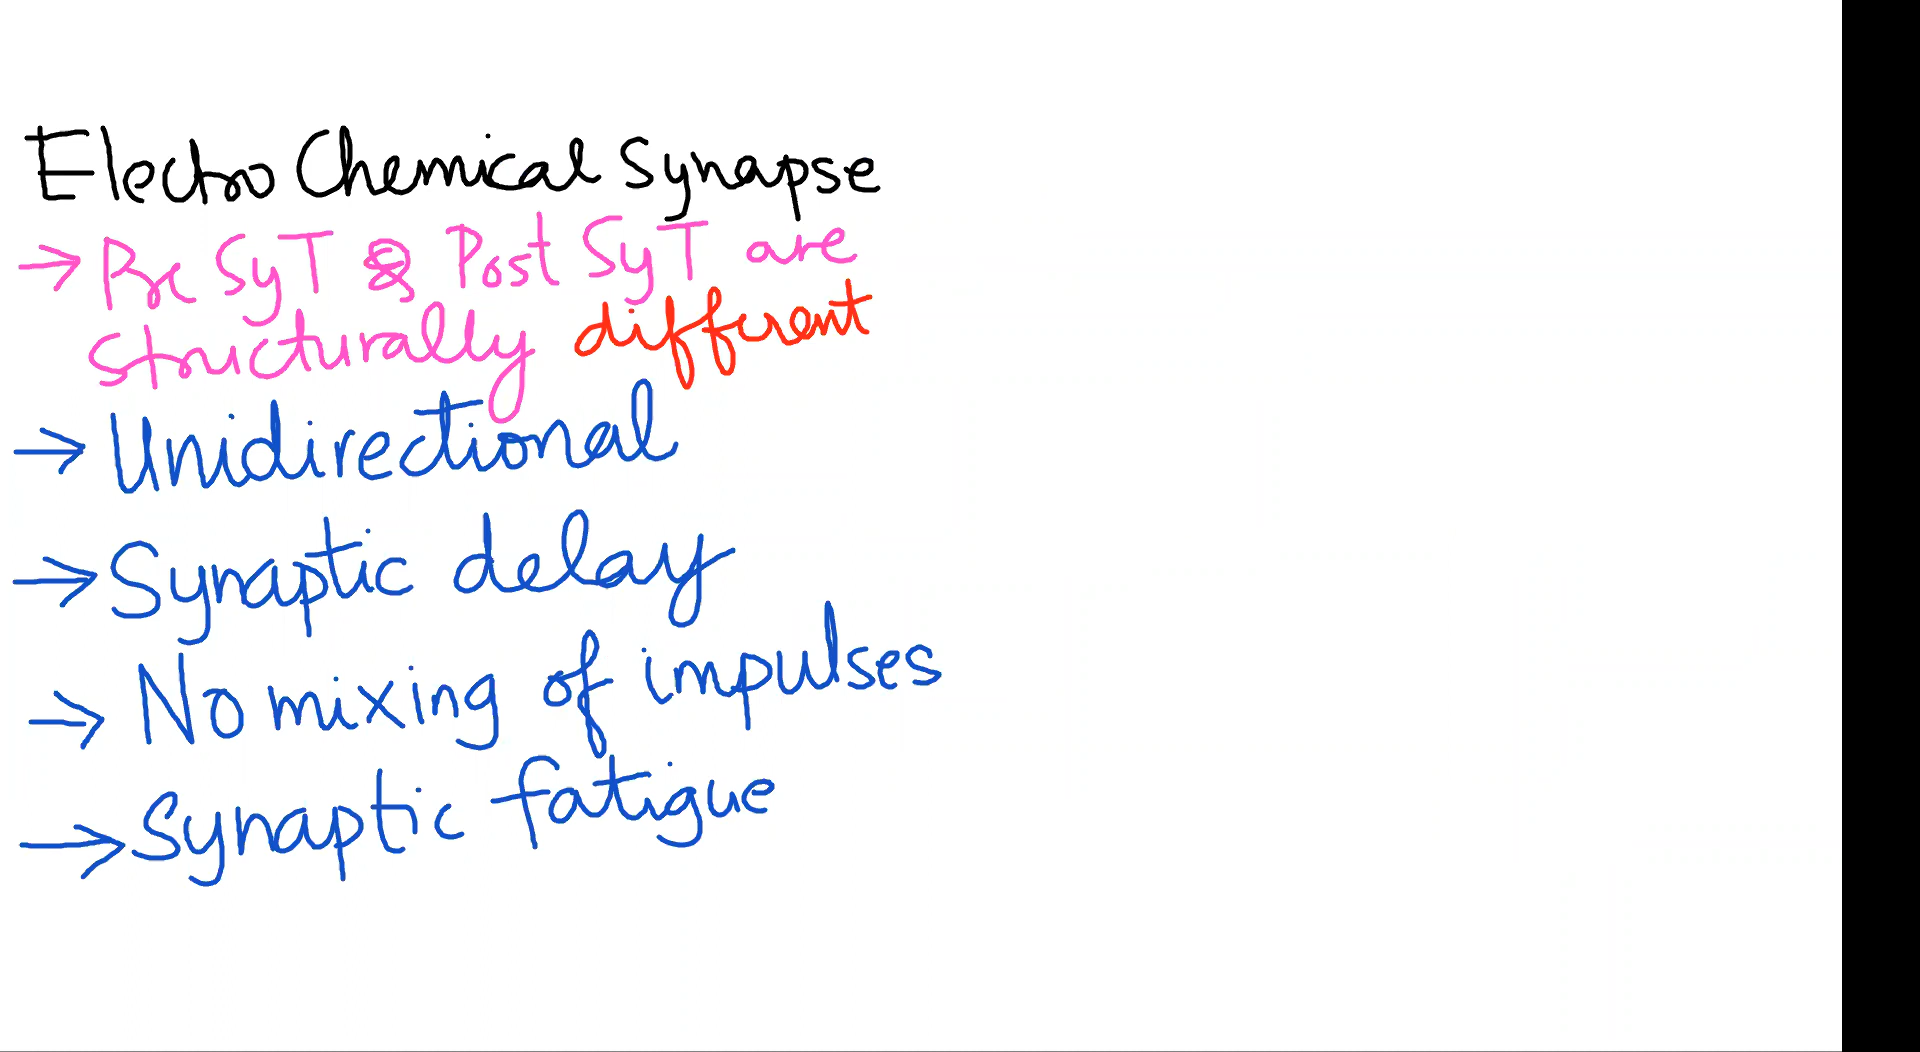 Electro Chemical Synapse
→ Pre SyT & Post SyT are
structurally different
→ Unidirectional
→ Synaptic delay
→ No mixing of impulses
→ Synaptic fatigue